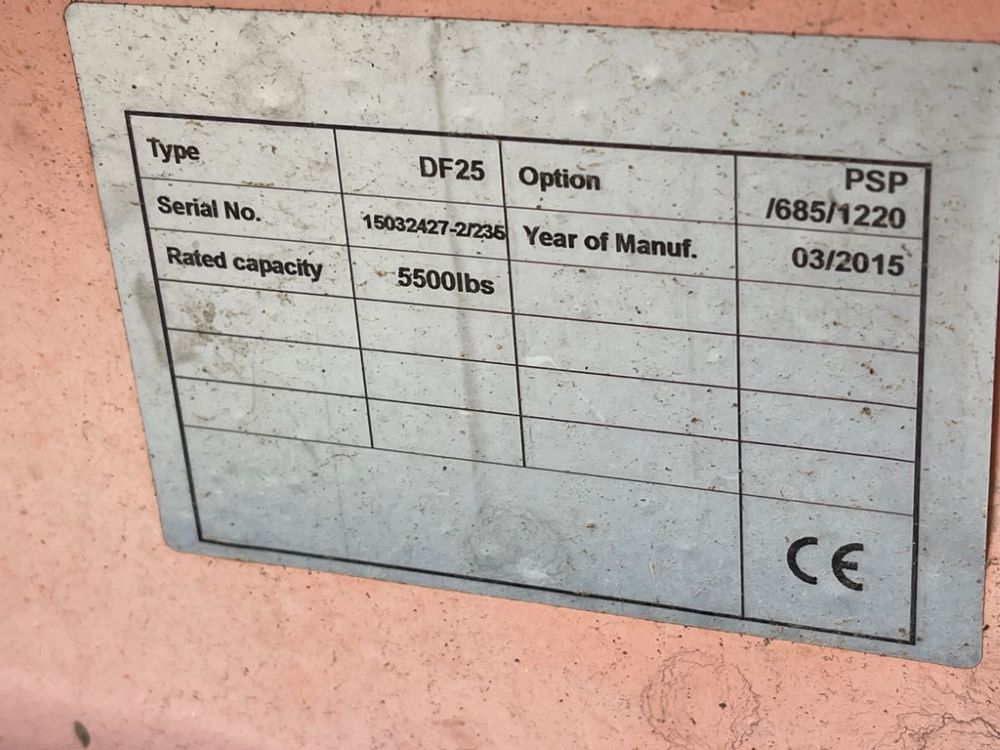 Type DF25 Option PSP
/685/1220
Serial No. 15032427-2/235 Year of Manuf. 03/2015
Rated capacity 5500lbs
CE